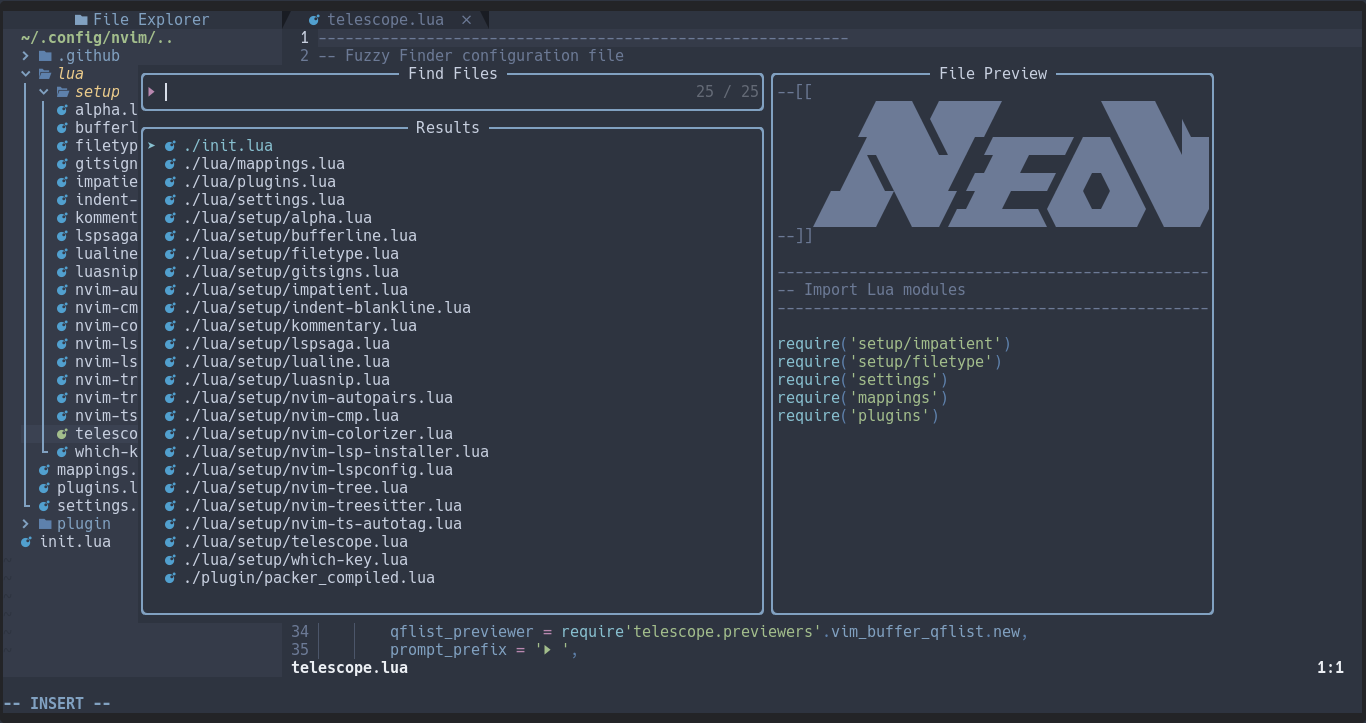 File Explorer
telescope.lua ×
~/.config/nvim/..
.github
lua
setup
alpha.l
bufferl
filetyp
gitsign
impatie
indent-
komment
lspsaga
lualine
luasnip
nvim-au
nvim-cm
nvim-co
nvim-ls
nvim-ls
nvim-tr
nvim-tr
nvim-ts
telesco
which-k
mappings.
plugins.l
settings.
plugin
init.lua
1 -----------------------------------------------------------
2 -- Fuzzy Finder configuration file
Find Files
25 / 25
Results
./init.lua
./lua/mappings.lua
./lua/plugins.lua
./lua/settings.lua
./lua/setup/alpha.lua
./lua/setup/bufferline.lua
./lua/setup/filetype.lua
./lua/setup/gitsigns.lua
./lua/setup/impatient.lua
./lua/setup/indent-blankline.lua
./lua/setup/kommentary.lua
./lua/setup/lspsaga.lua
./lua/setup/lualine.lua
./lua/setup/luasnip.lua
./lua/setup/nvim-autopairs.lua
./lua/setup/nvim-cmp.lua
./lua/setup/nvim-colorizer.lua
./lua/setup/nvim-lsp-installer.lua
./lua/setup/nvim-lspconfig.lua
./lua/setup/nvim-tree.lua
./lua/setup/nvim-treesitter.lua
./lua/setup/nvim-ts-autotag.lua
./lua/setup/telescope.lua
./lua/setup/which-key.lua
./plugin/packer_compiled.lua
File Preview
--[[
NEOV
--]]
------------------------------------------------
-- Import Lua modules
------------------------------------------------
require('setup/impatient')
require('setup/filetype')
require('settings')
require('mappings')
require('plugins')
34 qflist_previewer = require'telescope.previewers'.vim_buffer_qflist.new,
35 prompt_prefix = '▸ ',
telescope.lua 1:1
-- INSERT --